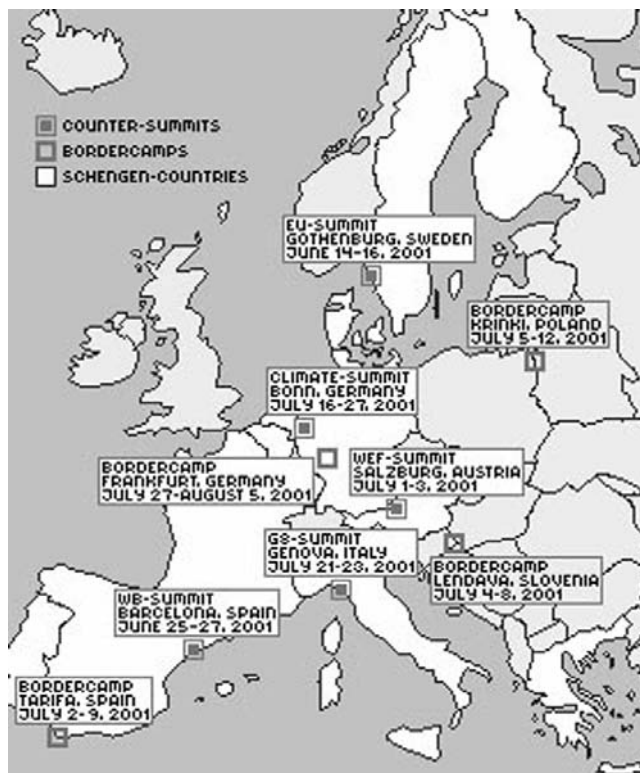 COUNTER-SUMMITS
BORDERCAMPS
SCHENGEN-COUNTRIES
EU-SUMMIT
GOTHENBURG, SWEDEN
JUNE 14-16, 2001
BORDERCAMP
KRINKI, POLAND
JULY 5-12, 2001
CLIMATE-SUMMIT
BONN, GERMANY
JULY 16-27, 2001
BORDERCAMP
FRANKFURT, GERMANY
JULY 27-AUGUST 5, 2001
WEF-SUMMIT
SALZBURG, AUSTRIA
JULY 1-3, 2001
G8-SUMMIT
GENOVA, ITALY
JULY 21-23, 2001
BORDERCAMP
LENDAVA, SLOVENIA
JULY 4-8, 2001
WB-SUMMIT
BARCELONA, SPAIN
JUNE 25-27, 2001
BORDERCAMP
TARIFA, SPAIN
JULY 2-9, 2001